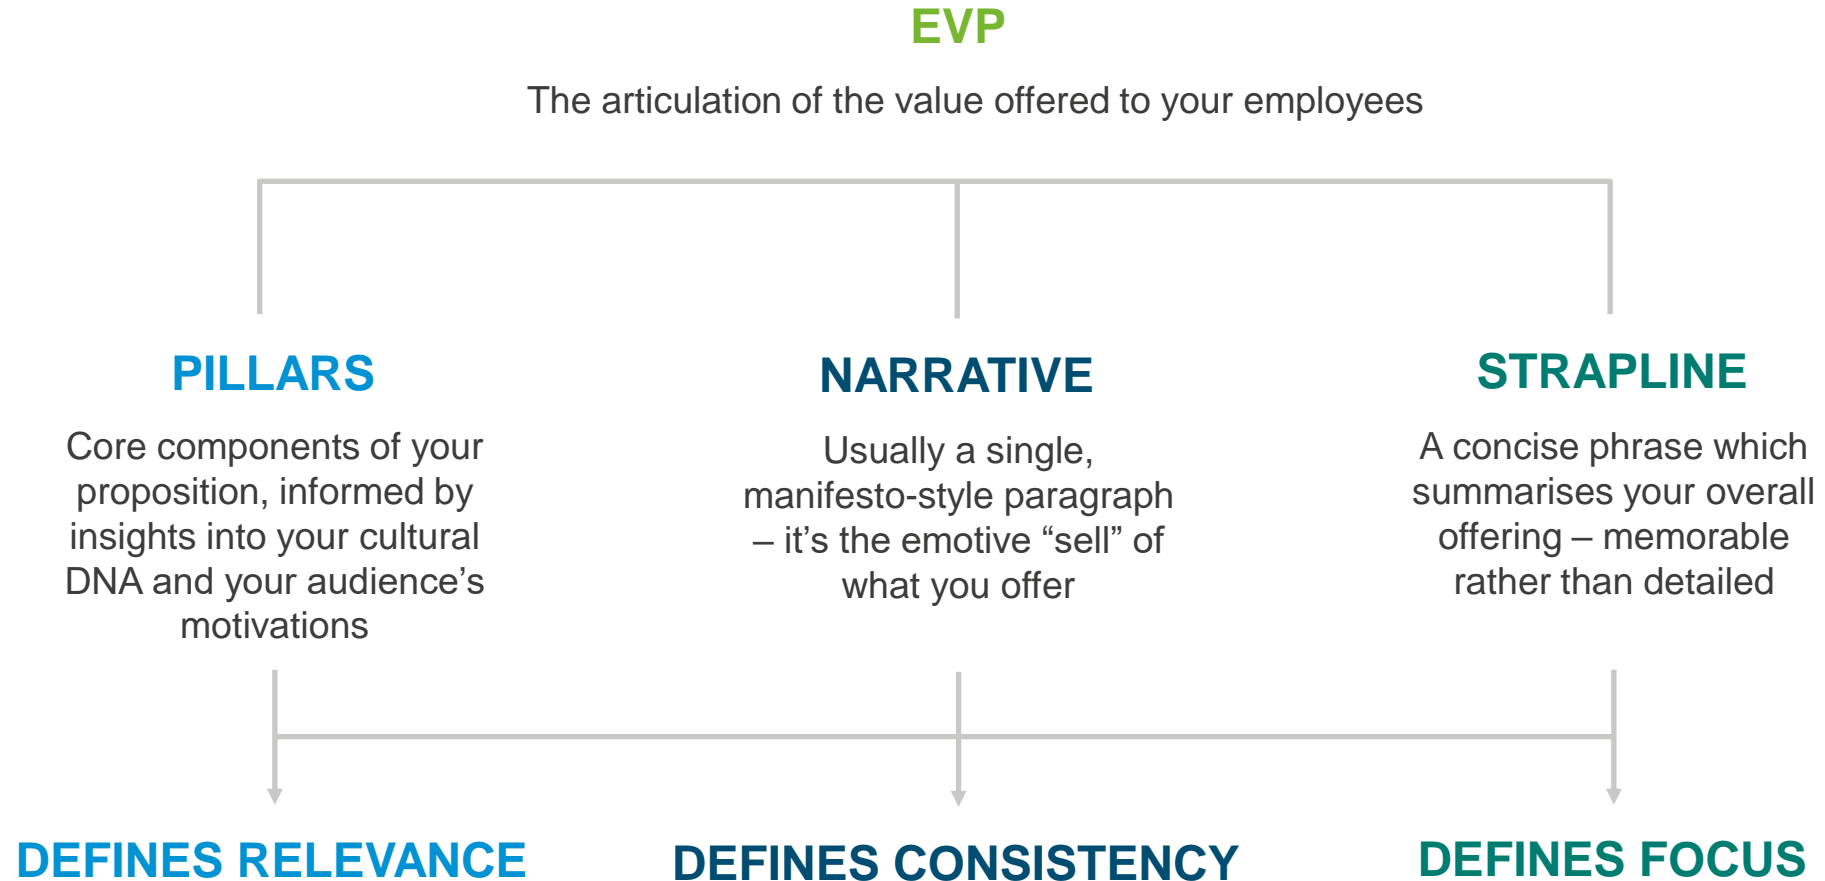 EVP
The articulation of the value offered to your employees
PILLARS
Core components of your
proposition, informed by
insights into your cultural
DNA and your audience’s
motivations
NARRATIVE
Usually a single,
manifesto-style paragraph
– it’s the emotive “sell” of
what you offer
STRAPLINE
A concise phrase which
summarises your overall
offering – memorable
rather than detailed
DEFINES RELEVANCE
DEFINES CONSISTENCY
DEFINES FOCUS